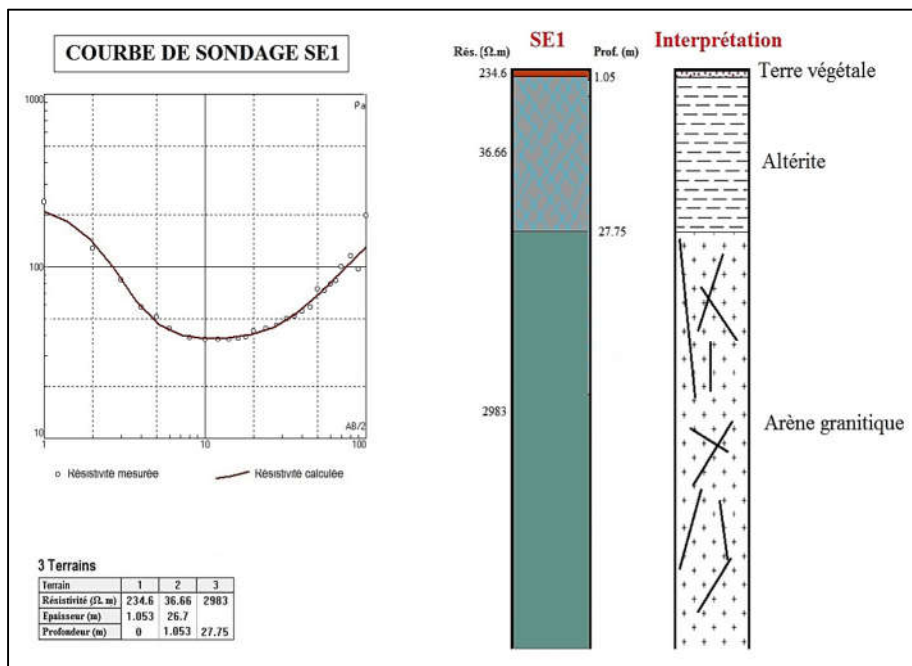 COURBE DE SONDAGE SE1
1000
Pa
100
10
AB/2
1
10
100
○ Résistivité mesurée
Résistivité calculée
3 Terrains
Terrain 1 2 3
Résistivité (Ω. m) 234.6 36.66 2983
Epaisseur (m) 1.053 26.7
Profondeur (m) 0 1.053 27.75
SE1
Rés. (Ω.m)
Prof. (m)
234.6
1.05
36.66
27.75
2983
Interprétation
Terre végétale
Altérite
Arène granitique